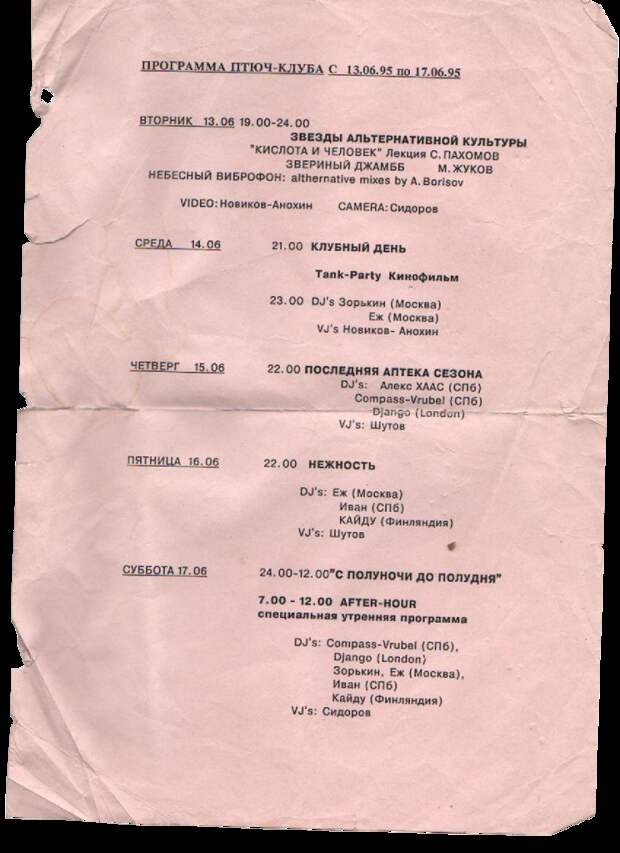 ПРОГРАММА ПТЮЧ-КЛУБА С 13.06.95 по 17.06.95
ВТОРНИК 13.06 19.00-24.00
ЗВЕЗДЫ АЛЬТЕРНАТИВНОЙ КУЛЬТУРЫ
"КИСЛОТА И ЧЕЛОВЕК" Лекция С. ПАХОМОВ
ЗВЕРИНЫЙ ДЖАМББ М. ЖУКОВ
НЕБЕСНЫЙ ВИБРОФОН: althernative mixes by A. Borisov
VIDEO: Новиков-Анохин CAMERA: Сидоров
СРЕДА 14.06 21.00 КЛУБНЫЙ ДЕНЬ
Tank-Party Кинофильм
23.00 DJ's Зорькин (Москва)
Еж (Москва)
VJ's Новиков- Анохин
ЧЕТВЕРГ 15.06 22.00 ПОСЛЕДНЯЯ АПТЕКА СЕЗОНА
DJ's: Алекс ХААС (СПб)
Compass-Vrubel (СПб)
Django (London)
VJ's: Шутов
ПЯТНИЦА 16.06 22.00 НЕЖНОСТЬ
DJ's: Еж (Москва)
Иван (СПб)
КАЙДУ (Финляндия)
VJ's: Шутов
СУББОТА 17.06 24.00-12.00 "С ПОЛУНОЧИ ДО ПОЛУДНЯ"
7.00 - 12.00 AFTER-HOUR
специальная утренняя программа
DJ's: Compass-Vrubel (СПб),
Django (London)
Зорькин, Еж (Москва),
Иван (СПб)
Кайду (Финляндия)
VJ's: Сидоров